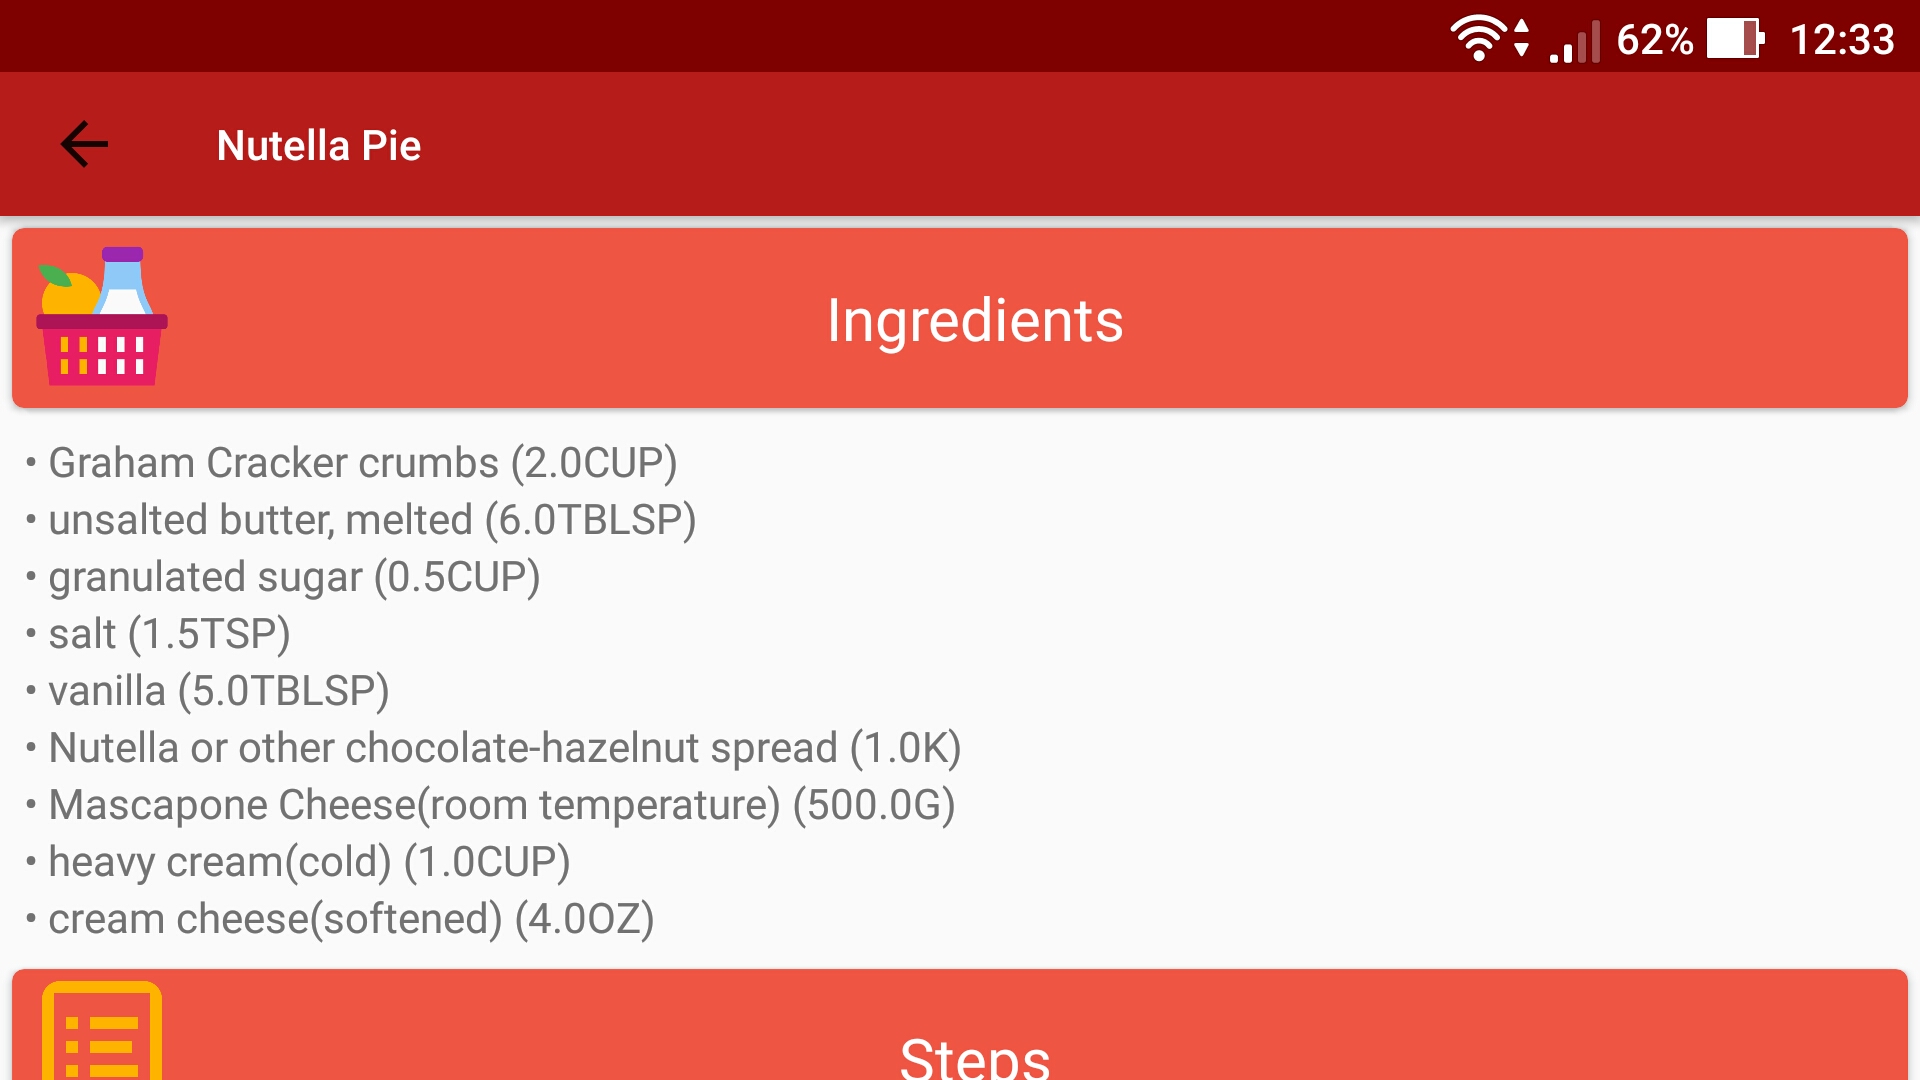 62% 12:33
Nutella Pie
Ingredients
• Graham Cracker crumbs (2.0CUP)
• unsalted butter, melted (6.0TBLSP)
• granulated sugar (0.5CUP)
• salt (1.5TSP)
• vanilla (5.0TBLSP)
• Nutella or other chocolate-hazelnut spread (1.0K)
• Mascapone Cheese(room temperature) (500.0G)
• heavy cream(cold) (1.0CUP)
• cream cheese(softened) (4.0OZ)
Steps